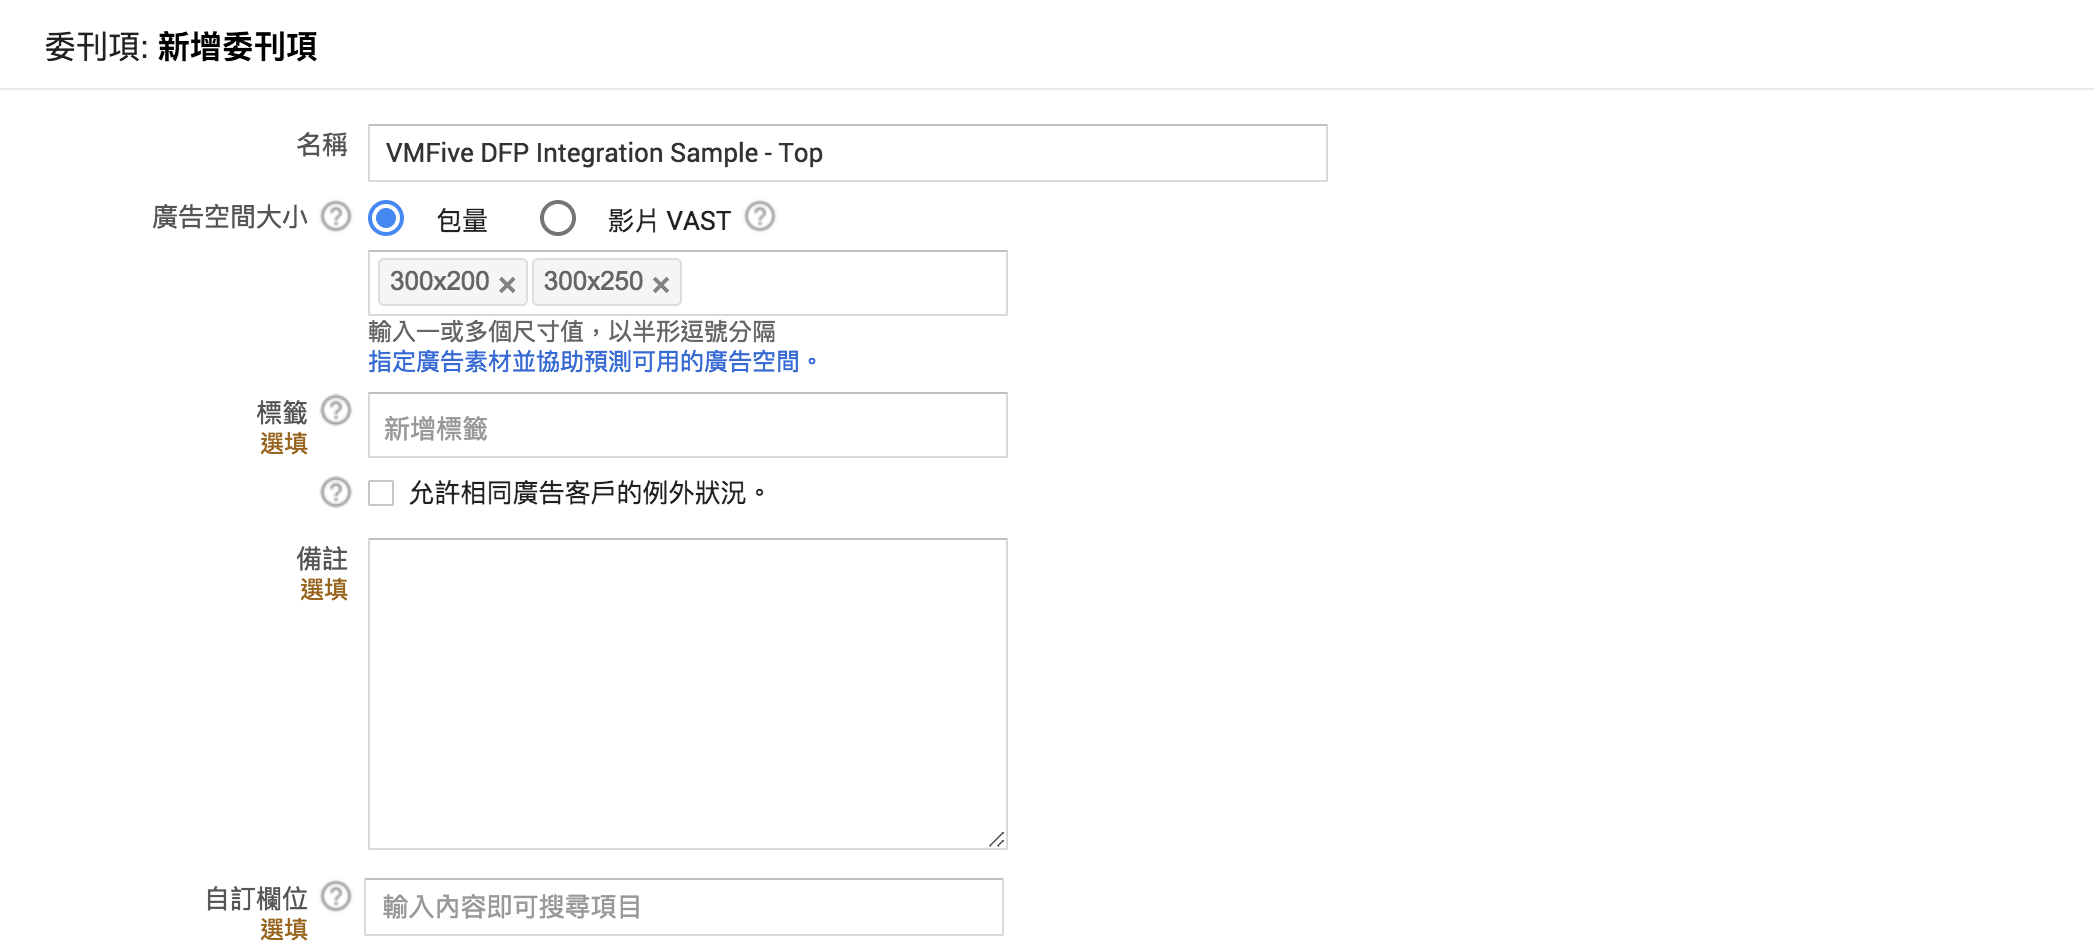 委刊項: 新增委刊項
名稱 VMFive DFP Integration Sample - Top
廣告空間大小 ? 包量 影片 VAST ?
300x200 × 300x250 ×
輸入一或多個尺寸值，以半形逗號分隔
指定廣告素材並協助預測可用的廣告空間。
標籤 ? 新增標籤
選填
? 允許相同廣告客戶的例外狀況。
備註
選填
自訂欄位 ? 輸入內容即可搜尋項目
選填